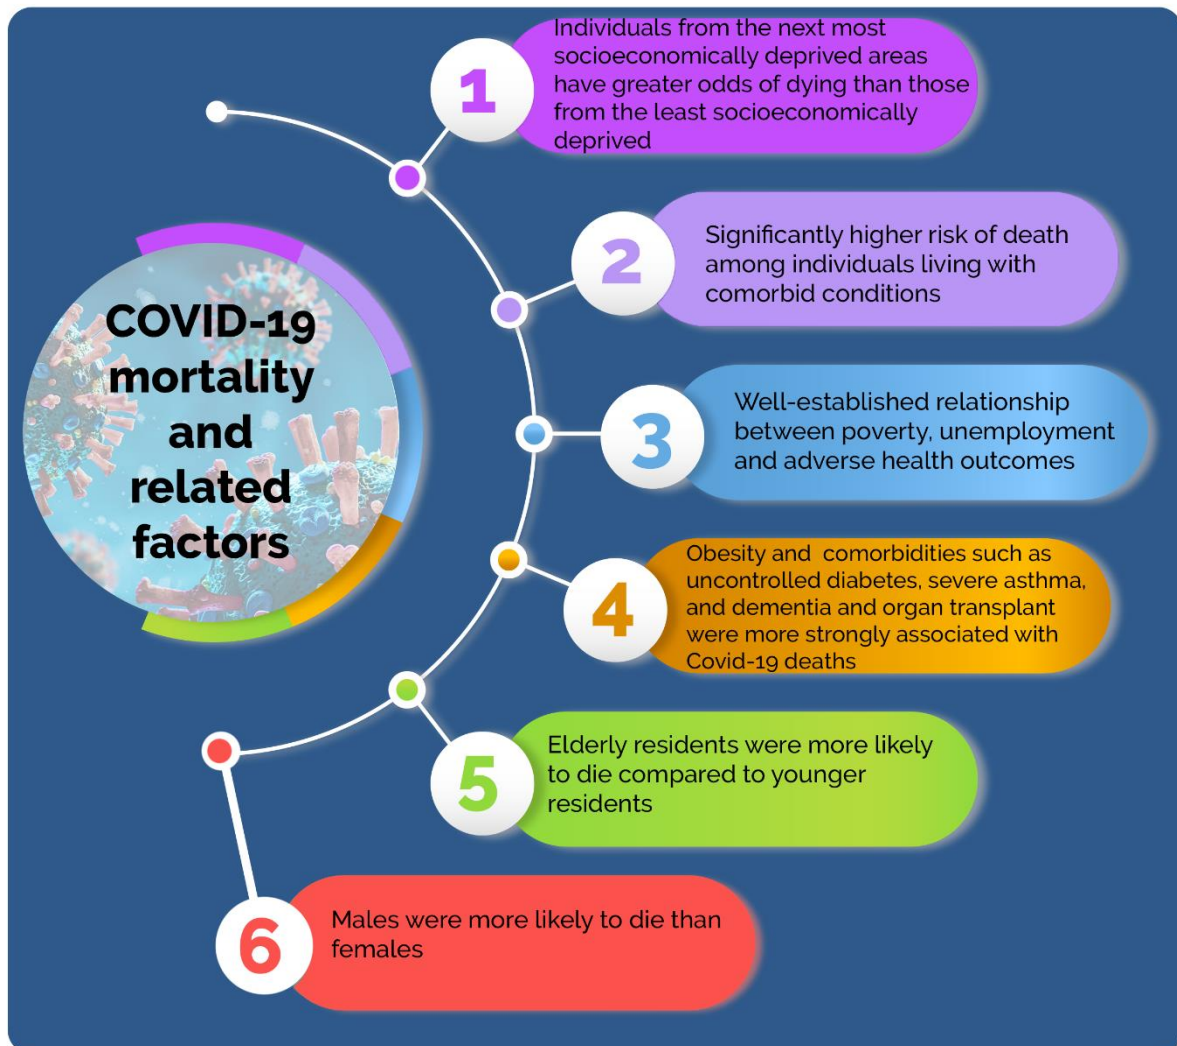 COVID-19
mortality
and
related
factors
1
Individuals from the next most
socioeconomically deprived areas
have greater odds of dying than those
from the least socioeconomically
deprived
2
Significantly higher risk of death
among individuals living with
comorbid conditions
3
Well-established relationship
between poverty, unemployment
and adverse health outcomes
4
Obesity and  comorbidities such as
uncontrolled diabetes, severe asthma,
and dementia and organ transplant
were more strongly associated with
Covid-19 deaths
5
Elderly residents were more likely
to die compared to younger
residents
6
Males were more likely to die than
females